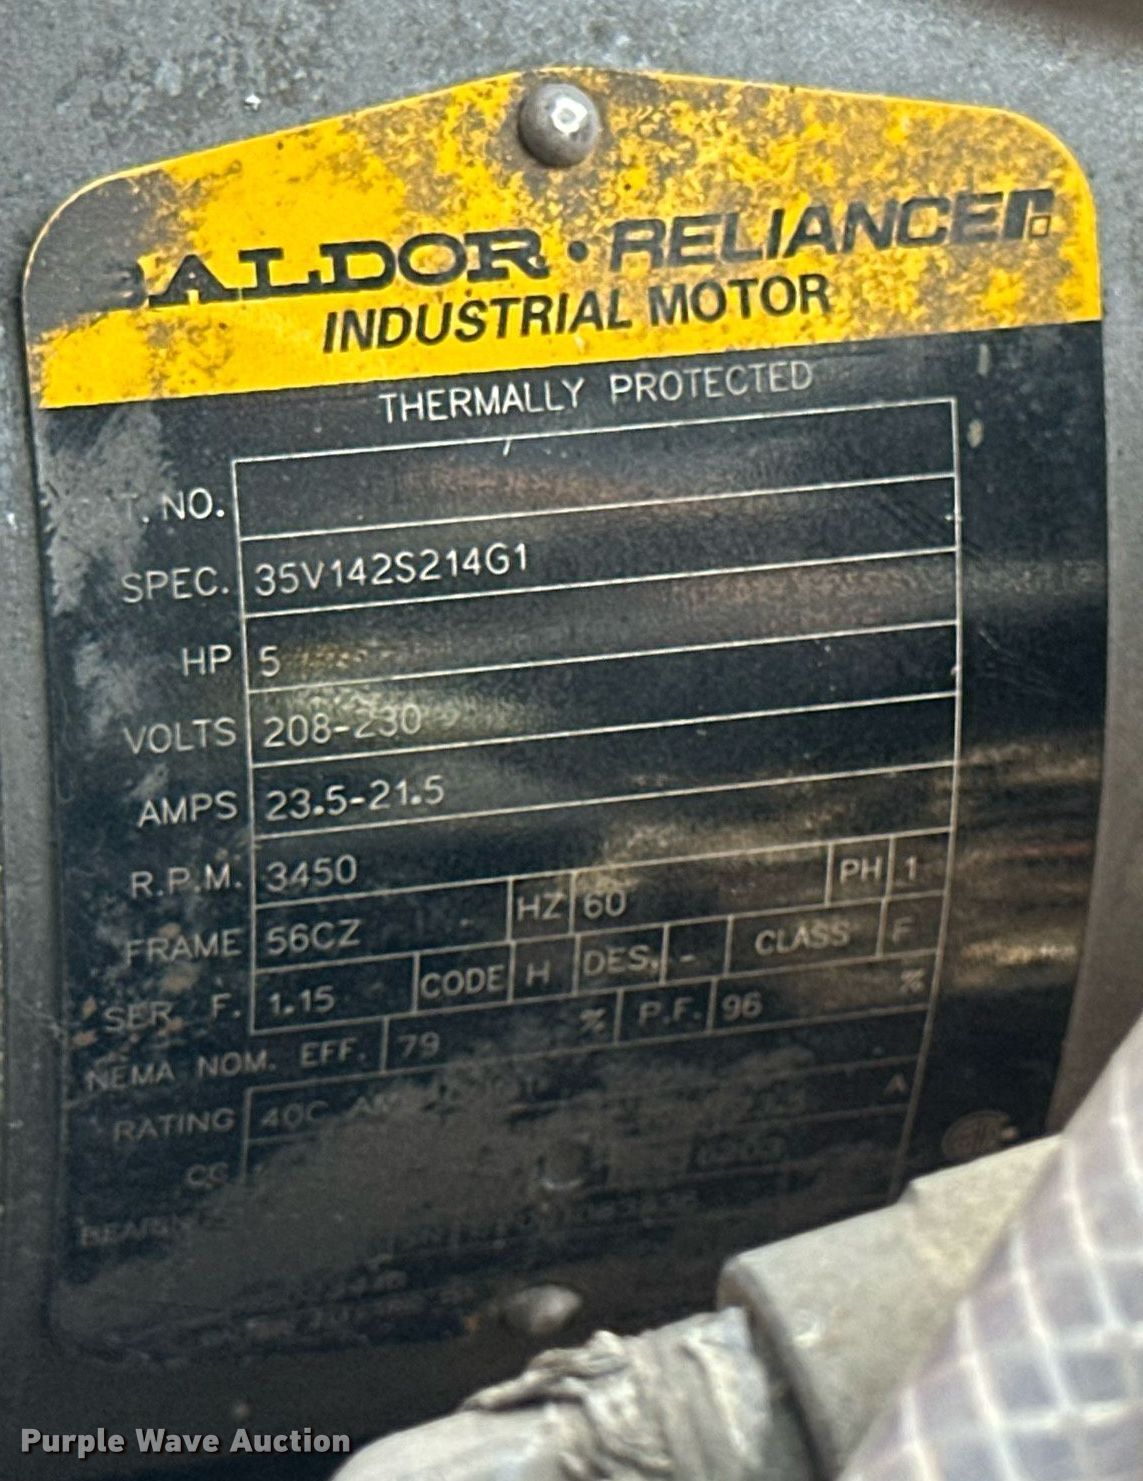 BALDOR • RELIANCER
INDUSTRIAL MOTOR
THERMALLY PROTECTED
NO.
SPEC. 35V142S214G1
HP 5
VOLTS 208-230
AMPS 23.5-21.5
R.P.M. 3450
FRAME 56CZ HZ 60 PH 1
SER. F. 1.15 CODE H DES. - CLASS F
NEMA NOM. EFF. 79 % P.F. 96 %
RATING 40C A
CC
Purple Wave Auction